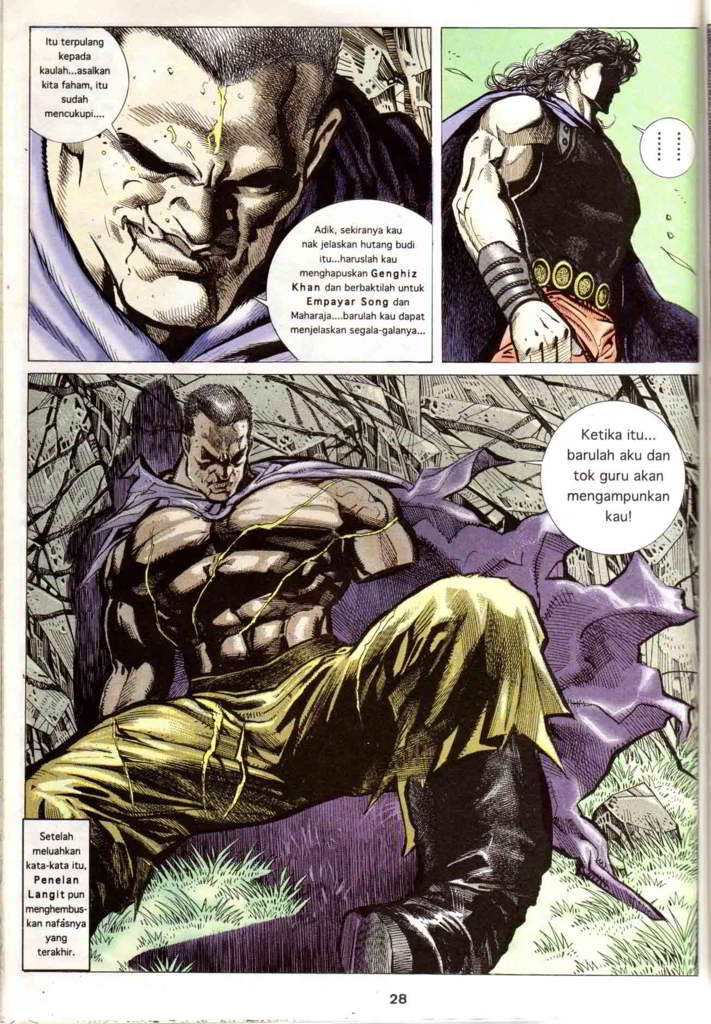 Itu terpulang
kepada
kaulah...asalkan
kita faham, itu
sudah
mencukupi....
Adik, sekiranya kau
nak jelaskan hutang budi
itu...haruslah kau
menghapuskan Genghiz
Khan dan berbaktilah untuk
Empayar Song dan
Maharaja....barulah kau dapat
menjelaskan segala-galanya...
Ketika itu...
barulah aku dan
tok guru akan
mengampunkan
kau!
Setelah
meluahkan
kata-kata itu,
Penelan
Langit pun
menghembus-
kan nafasnya
yang
terakhir.
28